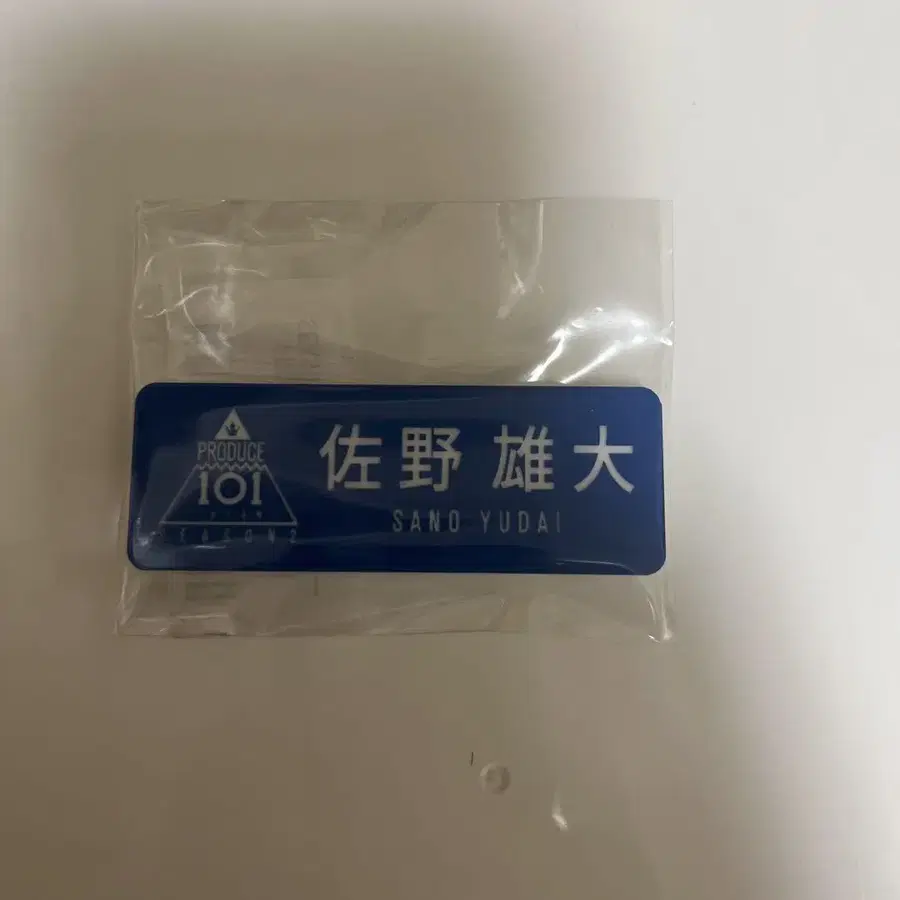 PRODUCE
101
SEASON2
佐野 雄大
SANO YUDAI